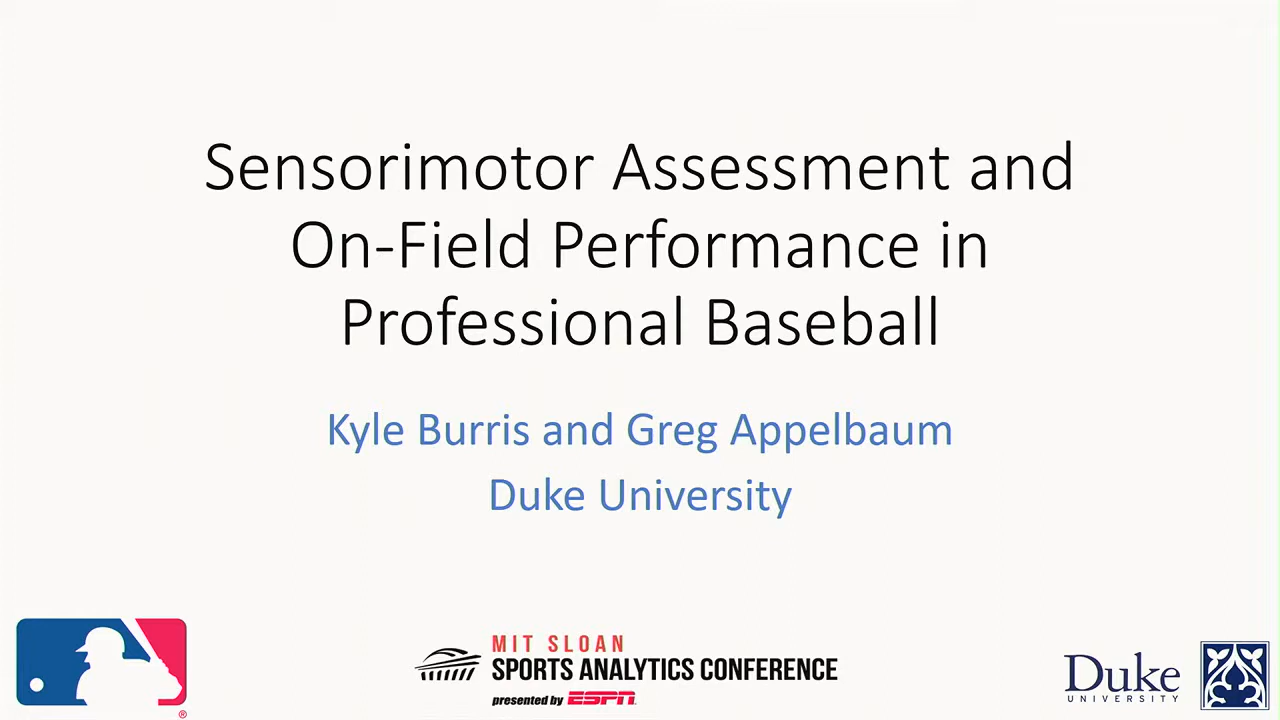 Sensorimotor Assessment and
On-Field Performance in
Professional Baseball
Kyle Burris and Greg Appelbaum
Duke University
MIT SLOAN
SPORTS ANALYTICS CONFERENCE
presented by ESPN
Duke
UNIVERSITY